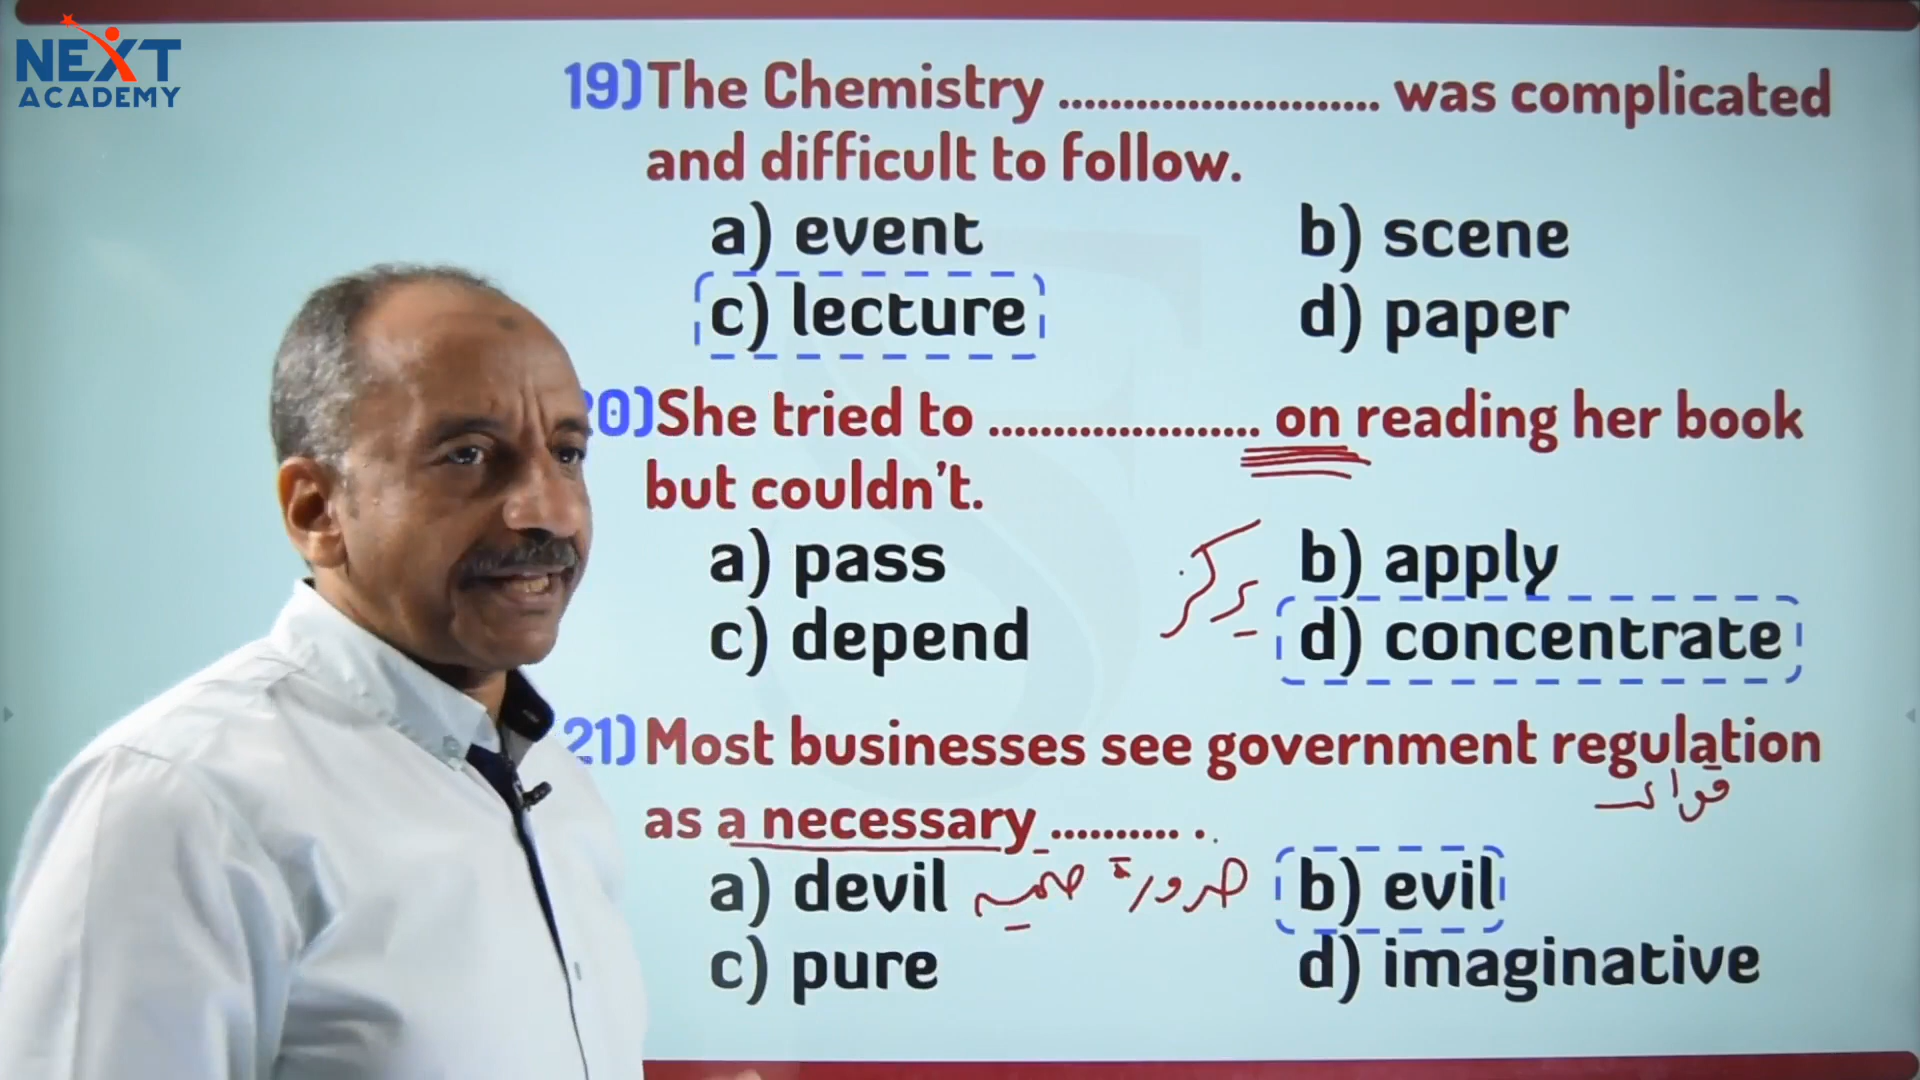 NEXT
ACADEMY
19)The Chemistry ......................... was complicated
and difficult to follow.
a) event
b) scene
c) lecture
d) paper
20)She tried to ..................... on reading her book
but couldn't.
a) pass
b) apply
يركز
c) depend
d) concentrate
21)Most businesses see government regulation
as a necessary .......... .
a) devil
ضرورة
b) evil
c) pure
d) imaginative